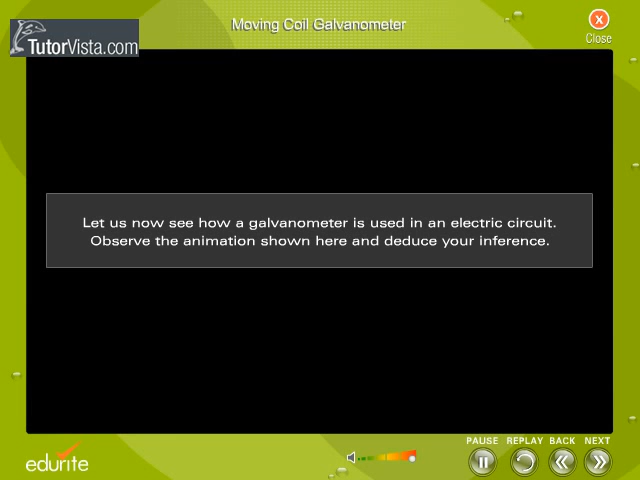 Moving Coil Galvanometer
X
Close
TutorVista.com
Let us now see how a galvanometer is used in an electric circuit.
Observe the animation shown here and deduce your inference.
PAUSE REPLAY BACK NEXT
edurite